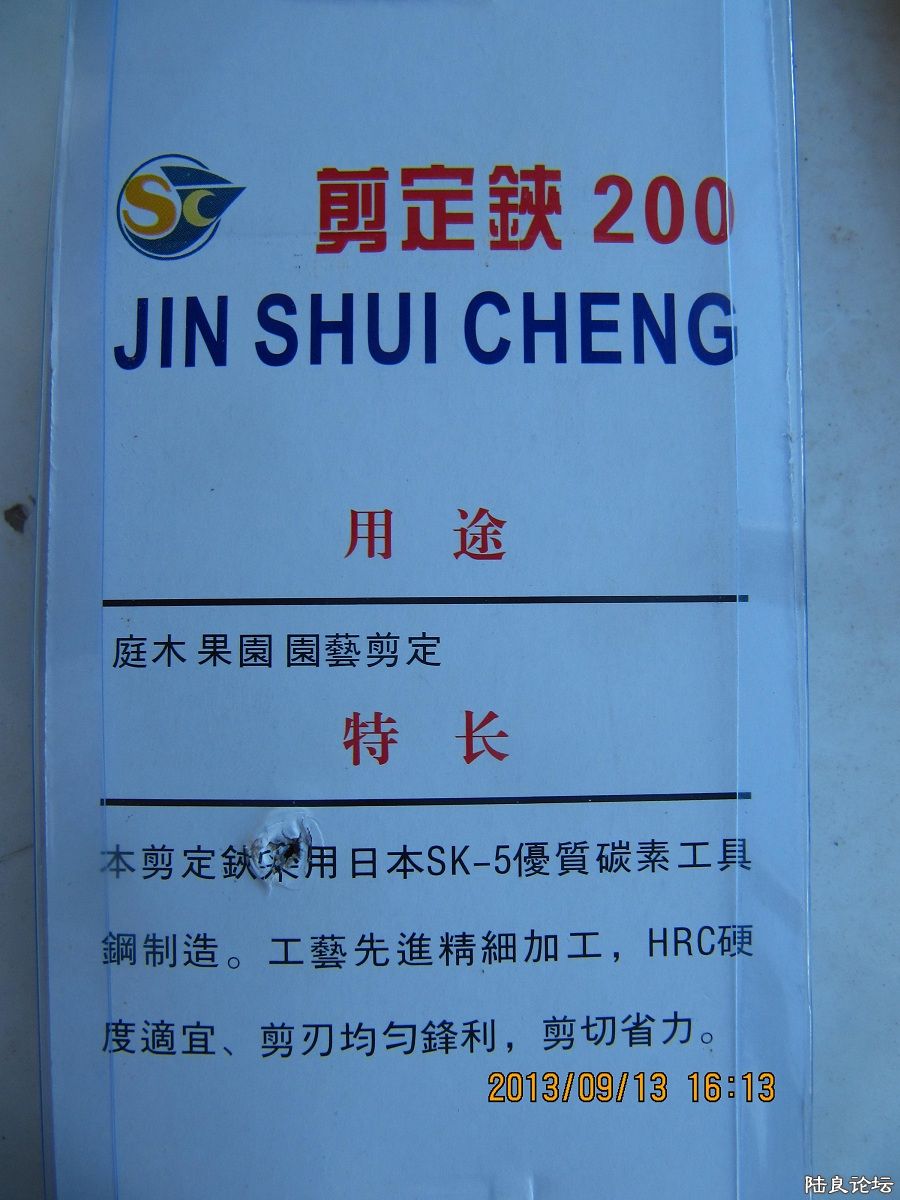 SC
剪定鋏 200
JIN SHUI CHENG
用 途
庭木 果園 園藝剪定
特 长
本剪定鋏采用日本SK-5優質碳素工具
鋼制造。工藝先進精細加工，HRC硬
度適宜、剪刃均匀鋒利，剪切省力。
2013/09/13 16:13
陆良论坛